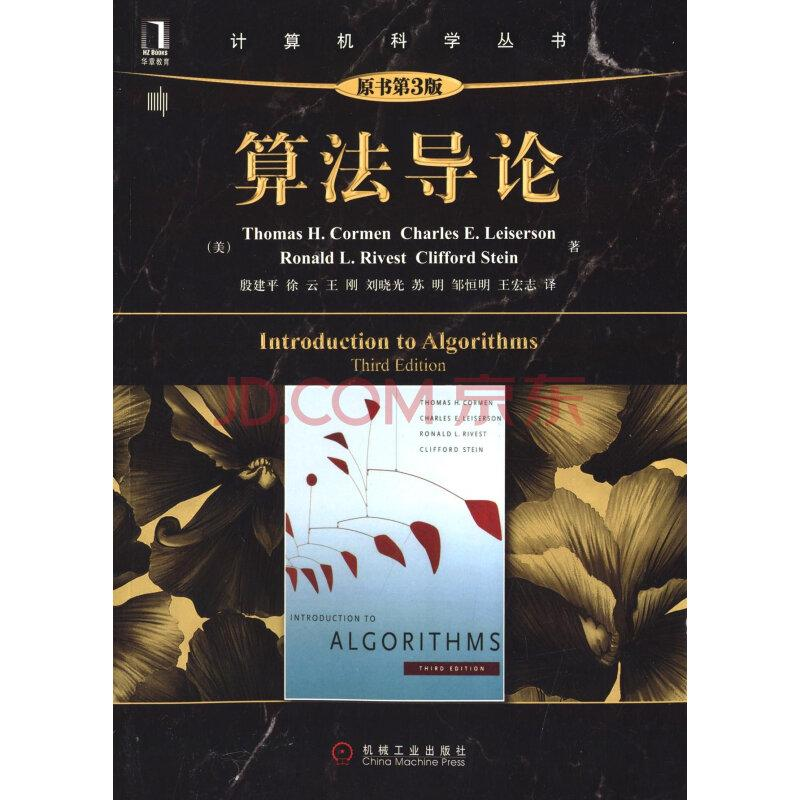 计算机科学丛书
HZ BOOKS
华章教育
原书第3版
算法导论
(美) Thomas H. Cormen Charles E. Leiserson
Ronald L. Rivest Clifford Stein 著
殷建平 徐 云 王 刚 刘晓光 苏 明 邹恒明 王宏志 译
Introduction to Algorithms
Third Edition
JD.COM 京东
THOMAS H. CORMEN
CHARLES E. LEISERSON
RONALD L. RIVEST
CLIFFORD STEIN
INTRODUCTION TO
ALGORITHMS
THIRD EDITION
机械工业出版社
China Machine Press